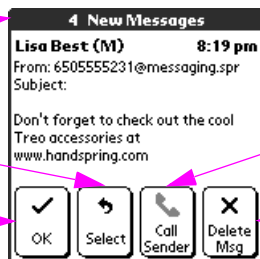 4 New Messages
Lisa Best (M) 8:19 pm
From: 6505555231@messaging.spr
Subject:
Don't forget to check out the cool
Treo accessories at
www.handspring.com
OK
Select
Call
Sender
Delete
Msg